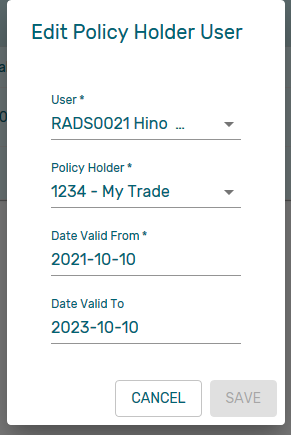 Edit Policy Holder User
User *
RADS0021 Hino ...
Policy Holder *
1234 - My Trade
Date Valid From *
2021-10-10
Date Valid To
2023-10-10
CANCEL SAVE